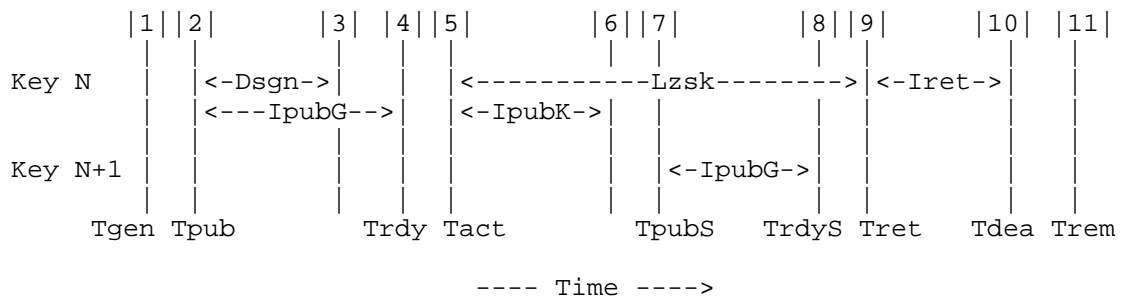 |1||2| |3| |4||5| |6||7| |8||9| |10| |11|
Key N <-Dsgn-> <-----------Lzsk--------> <-Iret->
<---IpubG--> <-IpubK->
Key N+1 <-IpubG->
Tgen Tpub Trdy Tact TpubS TrdyS Tret Tdea Trem
---- Time ---->